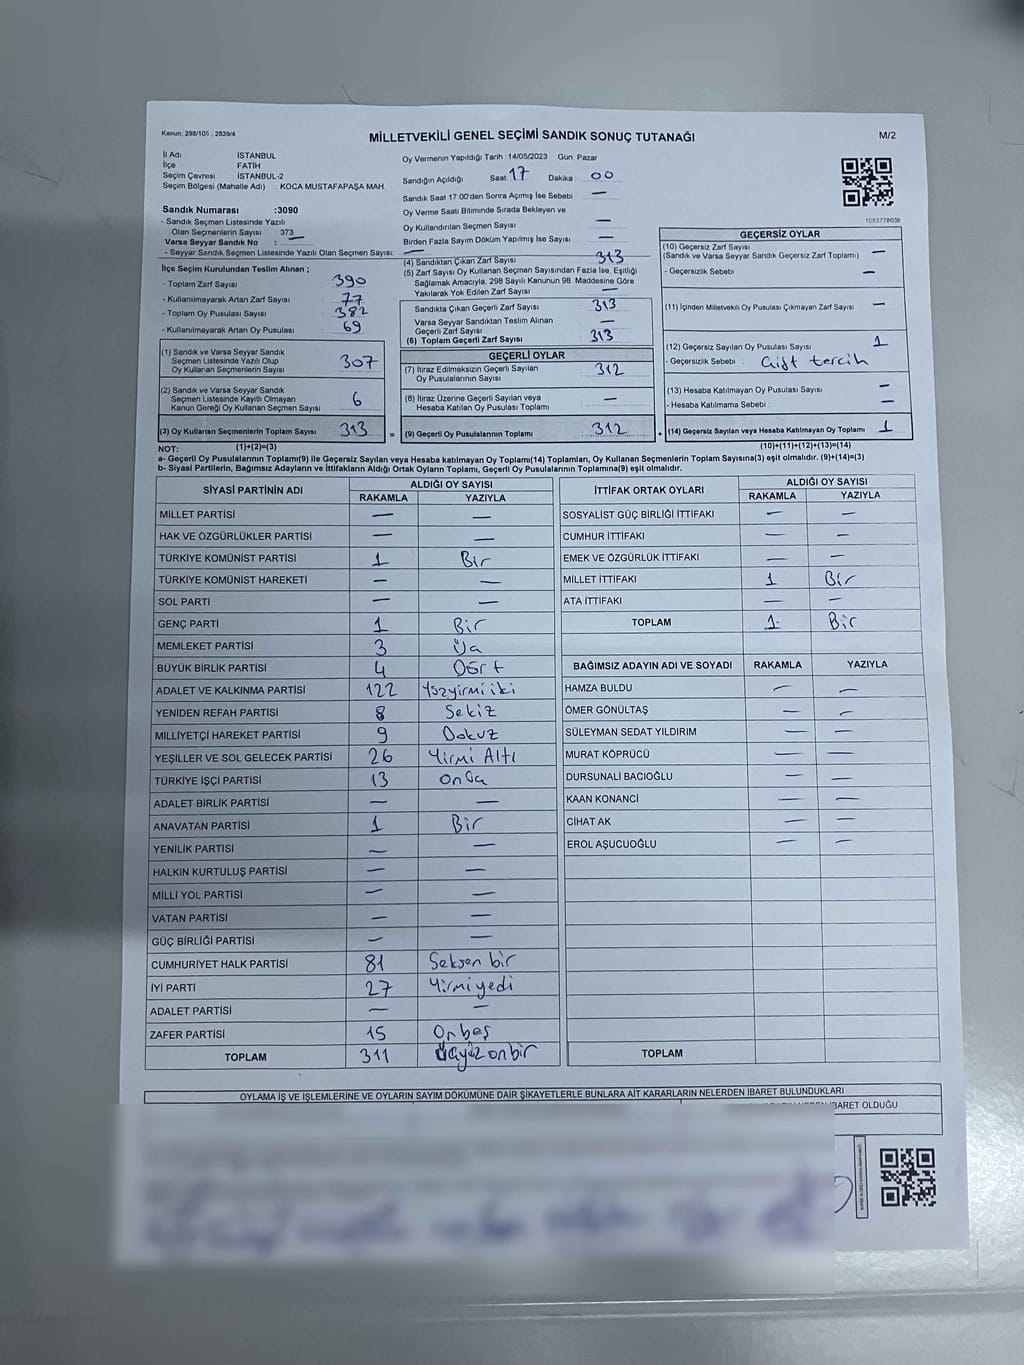 Kanun: 298/105 , 2839/4
MİLLETVEKİLİ GENEL SEÇİMİ SANDIK SONUÇ TUTANAĞI
M/2
İl Adı İSTANBUL
İlçe FATİH
Seçim Çevresi İSTANBUL-2
Seçim Bölgesi (Mahalle Adı) KOCA MUSTAFAPAŞA MAH.
Sandık Numarası :3090
- Sandık Seçmen Listesinde Yazılı
Olan Seçmenlerin Sayısı 373
Varsa Seyyar Sandık No : —
- Seyyar Sandık Seçmen Listesinde Yazılı Olan Seçmen Sayısı: —
Oy Vermenin Yapıldığı Tarih :14/05/2023 Gün Pazar
Sandığın Açıldığı Saat 17 Dakika 00
Sandık Saat 17 00'den Sonra Açımış İse Sebebi —
Oy Verme Saati Bitiminde Sırada Bekleyen ve
Oy Kullandırılan Seçmen Sayısı —
Birden Fazla Sayım Döküm Yapılmış İse Sayısı —
1083778036
İlçe Seçim Kurulundan Teslim Alınan ;
- Toplam Zarf Sayısı 390
- Kullanılmayarak Artan Zarf Sayısı 77
- Toplam Oy Pusulası Sayısı 382
- Kullanılmayarak Artan Oy Pusulası 69
(1) Sandık ve Varsa Seyyar Sandık
Seçmen Listesinde Yazılı Olup
Oy Kullanan Seçmenlerin Sayısı 307
(2) Sandık ve Varsa Seyyar Sandık
Seçmen Listesinde Kayıtlı Olmayan
Kanun Gereği Oy Kullanan Seçmen Sayısı 6
(3) Oy Kullanan Seçmenlerin Toplam Sayısı 313
(4) Sandıktan Çıkan Zarf Sayısı 313
(5) Zarf Sayısı Oy Kullanan Seçmen Sayısından Fazla İse, Eşitliği
Sağlamak Amacıyla, 298 Sayılı Kanunun 98. Maddesine Göre
Yakılarak Yok Edilen Zarf Sayısı —
Sandıkta Çıkan Geçerli Zarf Sayısı 313
Varsa Seyyar Sandıktan Teslim Alınan
Geçerli Zarf Sayısı —
(6) Toplam Geçerli Zarf Sayısı 313
GEÇERLİ OYLAR
(7) İtiraz Edilmeksizin Geçerli Sayılan
Oy Pusulalarının Sayısı 312
(8) İtiraz Üzerine Geçerli Sayılan veya
Hesaba Katılan Oy Pusulası Toplamı —
= (9) Geçerli Oy Pusulalarının Toplamı 312
GEÇERSİZ OYLAR
(10) Geçersiz Zarf Sayısı
(Sandık ve Varsa Seyyar Sandık Geçersiz Zarf Toplamı) —
- Geçersizlik Sebebi —
(11) İçinden Milletvekili Oy Pusulası Çıkmayan Zarf Sayısı —
(12) Geçersiz Sayılan Oy Pusulası Sayısı 1
- Geçersizlik Sebebi : Çift tercih
(13) Hesaba Katılmayan Oy Pusulası Sayısı —
- Hesaba Katılmama Sebebi —
+ (14) Geçersiz Sayılan veya Hesaba Katılmayan Oy Toplamı 1
NOT: (1)+(2)=(3) (10)+(11)+(12)+(13)=(14)
a- Geçerli Oy Pusulalarının Toplamı(9) ile Geçersiz Sayılan veya Hesaba katılmayan Oy Toplamı(14) Toplamları, Oy Kullanan Seçmenlerin Toplam Sayısına(3) eşit olmalıdır. (9)+(14)=(3)
b- Siyasi Partilerin, Bağımsız Adayların ve İttifakların Aldığı Ortak Oyların Toplamı, Geçerli Oy Pusulalarının Toplamına(9) eşit olmalıdır.
SİYASİ PARTİNİN ADI ALDIĞI OY SAYISI
RAKAMLA YAZIYLA
MİLLET PARTİSİ — —
HAK VE ÖZGÜRLÜKLER PARTİSİ — —
TÜRKİYE KOMÜNİST PARTİSİ 1 Bir
TÜRKİYE KOMÜNİST HAREKETİ — —
SOL PARTİ — —
GENÇ PARTİ 1 Bir
MEMLEKET PARTİSİ 3 Üç
BÜYÜK BİRLİK PARTİSİ 4 Dört
ADALET VE KALKINMA PARTİSİ 122 Yüzyirmi iki
YENİDEN REFAH PARTİSİ 8 Sekiz
MİLLİYETÇİ HAREKET PARTİSİ 9 Dokuz
YEŞİLLER VE SOL GELECEK PARTİSİ 26 Yirmi Altı
TÜRKİYE İŞÇİ PARTİSİ 13 Onüç
ADALET BİRLİK PARTİSİ — —
ANAVATAN PARTİSİ 1 Bir
YENİLİK PARTİSİ — —
HALKIN KURTULUŞ PARTİSİ — —
MİLLİ YOL PARTİSİ — —
VATAN PARTİSİ — —
GÜÇ BİRLİĞİ PARTİSİ — —
CUMHURİYET HALK PARTİSİ 81 Seksen bir
İYİ PARTİ 27 Yirmi yedi
ADALET PARTİSİ — —
ZAFER PARTİSİ 15 Onbeş
TOPLAM 311 Üçyüz onbir
İTTİFAK ORTAK OYLARI ALDIĞI OY SAYISI
RAKAMLA YAZIYLA
SOSYALİST GÜÇ BİRLİĞİ İTTİFAKI — —
CUMHUR İTTİFAKI — —
EMEK VE ÖZGÜRLÜK İTTİFAKI — —
MİLLET İTTİFAKI 1 Bir
ATA İTTİFAKI — —
TOPLAM 1 Bir
BAĞIMSIZ ADAYIN ADI VE SOYADI RAKAMLA YAZIYLA
HAMZA BULDU — —
ÖMER GÖNÜLTAŞ — —
SÜLEYMAN SEDAT YILDIRIM — —
MURAT KÖPRÜCÜ — —
DURSUNALİ BACIOĞLU — —
KAAN KONANCİ — —
CİHAT AK — —
EROL AŞUCUOĞLU — —
TOPLAM
OYLAMA İŞ VE İŞLEMLERİNE VE OYLARIN SAYIM DÖKÜMÜNE DAİR ŞİKAYETLERLE BUNLARA AİT KARARLARIN NELERDEN İBARET BULUNDUKLARI
İBARET OLDUĞU